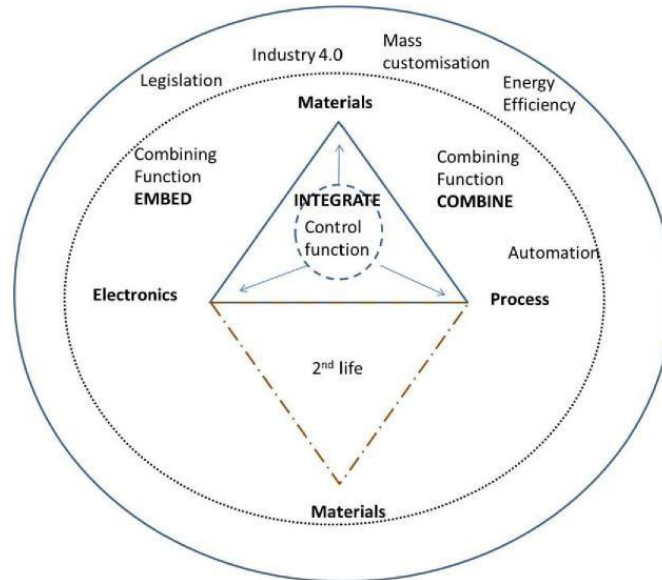 Industry 4.0
Mass
customisation
Legislation
Energy
Efficiency
Materials
Combining
Function
EMBED
Combining
Function
COMBINE
INTEGRATE
Control
function
Automation
Electronics
Process
2nd life
Materials